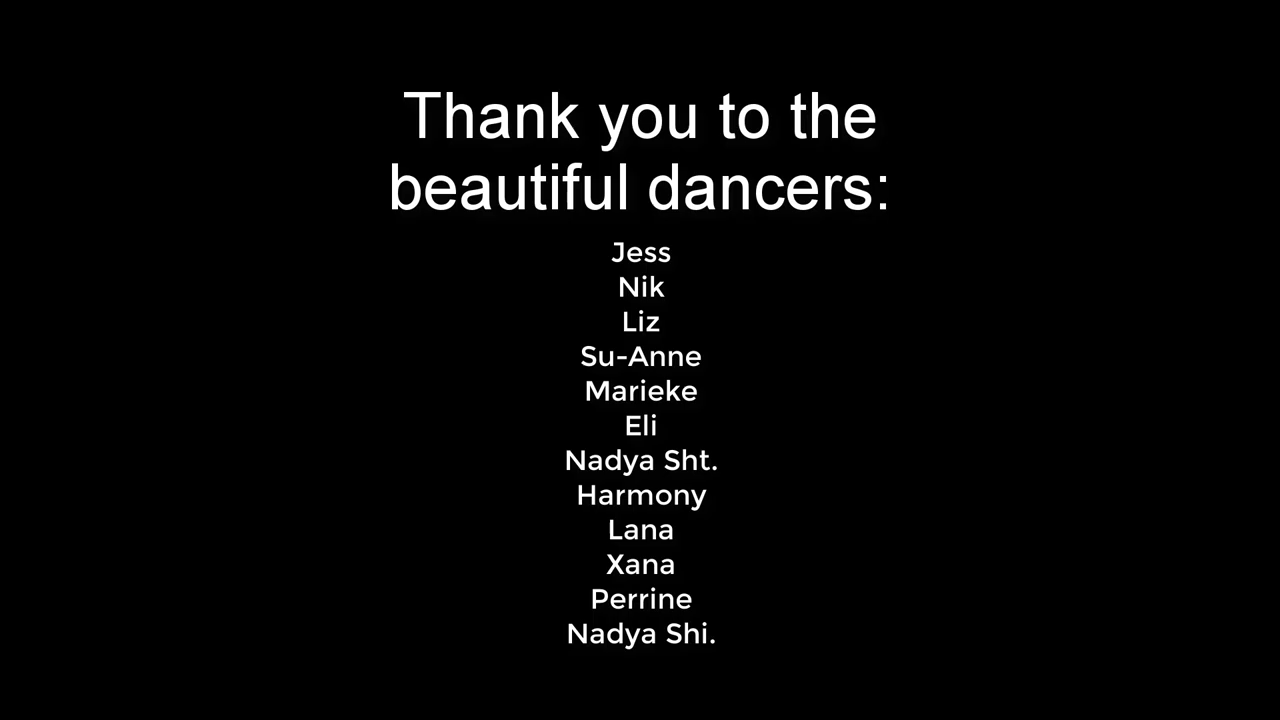 Thank you to the
beautiful dancers:
Jess
Nik
Liz
Su-Anne
Marieke
Eli
Nadya Sht.
Harmony
Lana
Xana
Perrine
Nadya Shi.